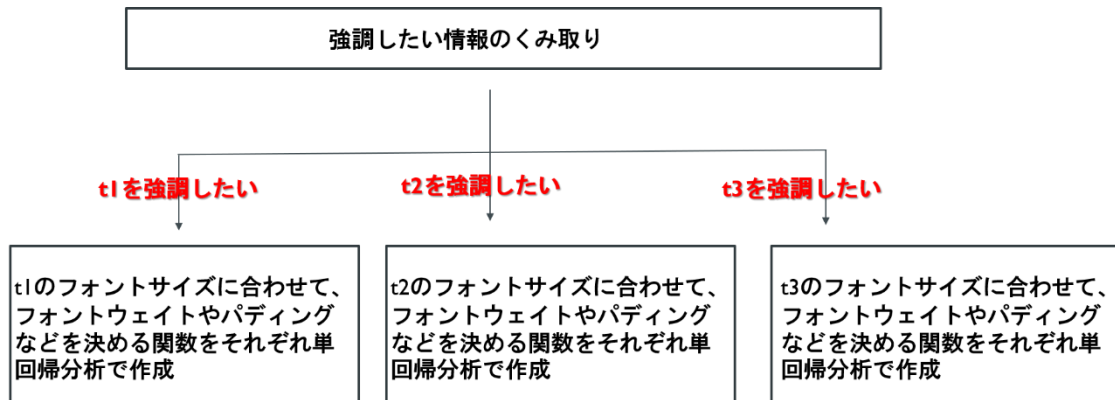 強調したい情報のくみ取り
t1を強調したい
t2を強調したい
t3を強調したい
t1のフォントサイズに合わせて、
フォントウェイトやパディング
などを決める関数をそれぞれ単
回帰分析で作成
t2のフォントサイズに合わせて、
フォントウェイトやパディング
などを決める関数をそれぞれ単
回帰分析で作成
t3のフォントサイズに合わせて、
フォントウェイトやパディング
などを決める関数をそれぞれ単
回帰分析で作成